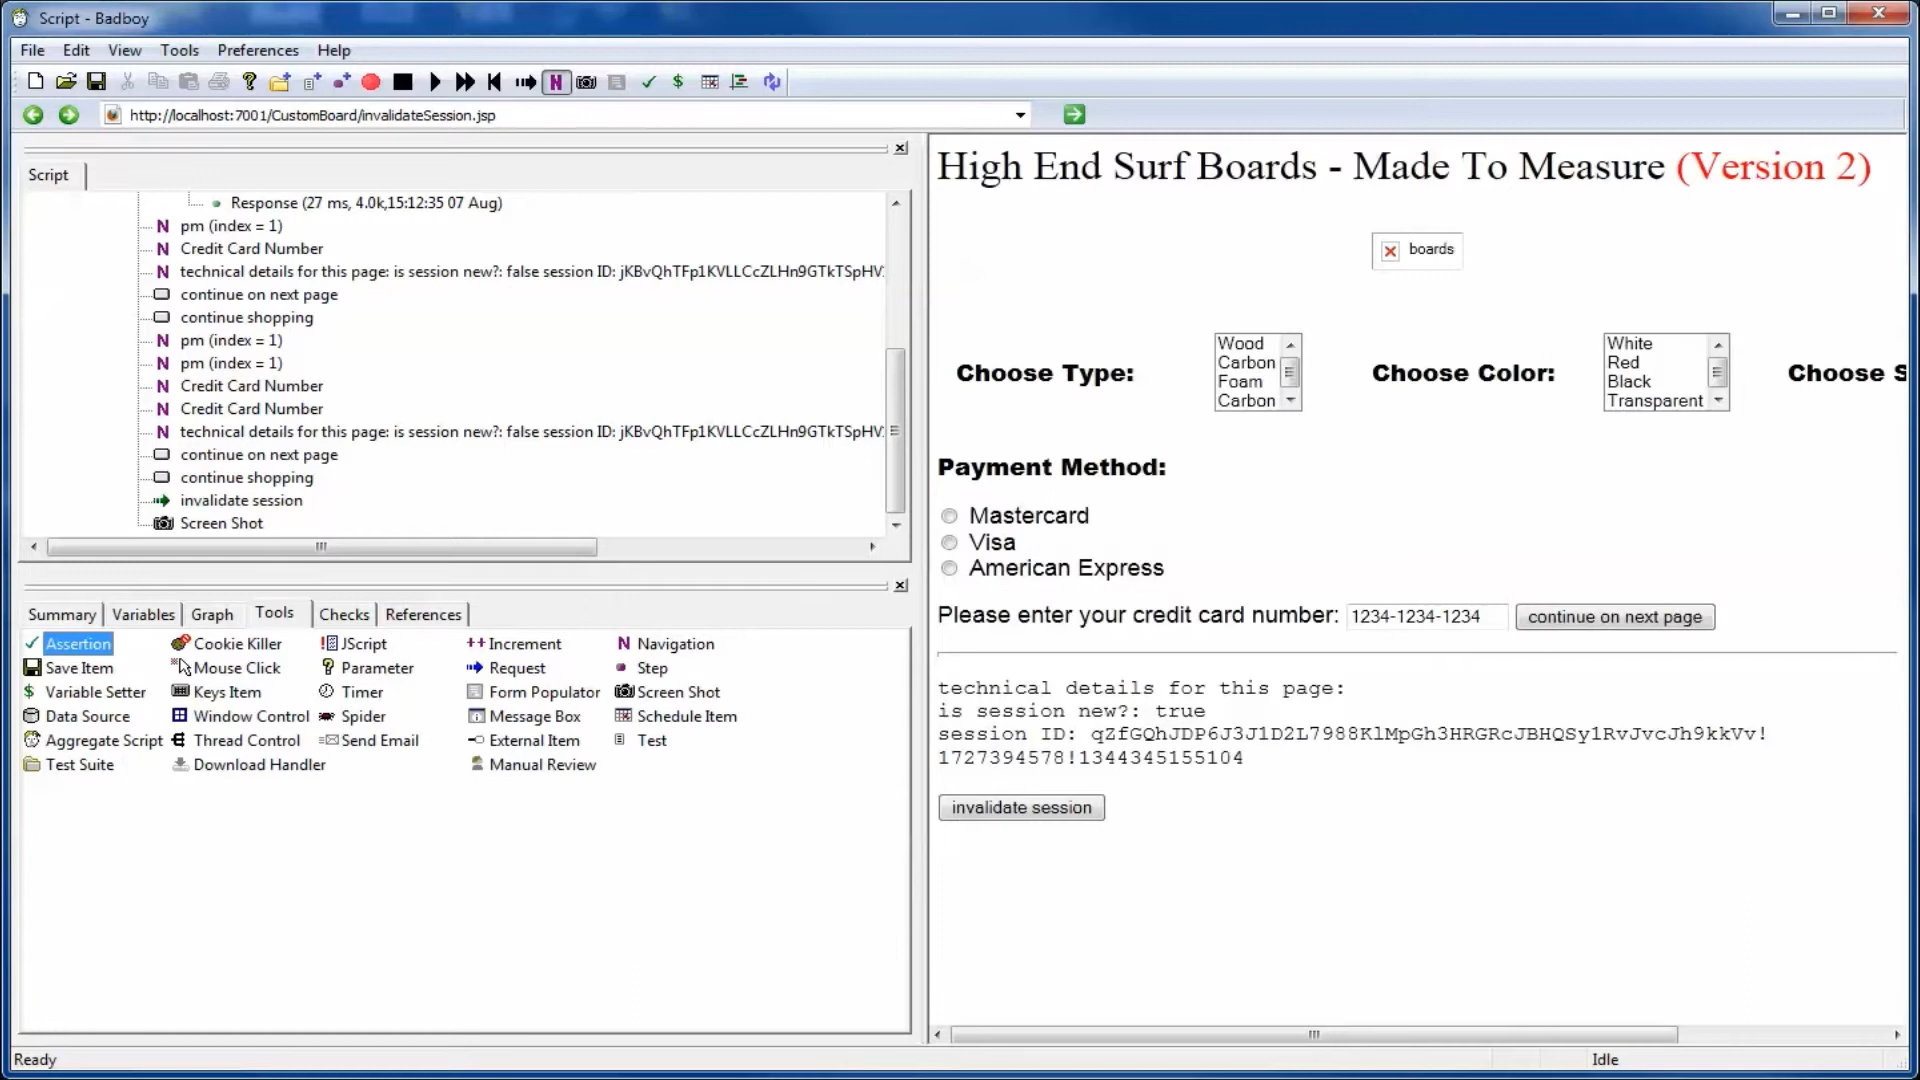 Script - Badboy
File Edit View Tools Preferences Help
http://localhost:7001/CustomBoard/invalidateSession.jsp
Script
Response (27 ms, 4.0k,15:12:35 07 Aug)
pm (index = 1)
Credit Card Number
technical details for this page: is session new?: false session ID: jKBvQhTFp1KVLLCcZLHn9GTkTSpHV
continue on next page
continue shopping
pm (index = 1)
pm (index = 1)
Credit Card Number
Credit Card Number
technical details for this page: is session new?: false session ID: jKBvQhTFp1KVLLCcZLHn9GTkTSpHV
continue on next page
continue shopping
invalidate session
Screen Shot
Summary Variables Graph Tools Checks References
Assertion Cookie Killer JScript Increment Navigation
Save Item Mouse Click Parameter Request Step
Variable Setter Keys Item Timer Form Populator Screen Shot
Data Source Window Control Spider Message Box Schedule Item
Aggregate Script Thread Control Send Email External Item Test
Test Suite Download Handler Manual Review
High End Surf Boards - Made To Measure (Version 2)
boards
Choose Type:
Wood
Carbon
Foam
Carbon
Choose Color:
White
Red
Black
Transparent
Choose S
Payment Method:
Mastercard
Visa
American Express
Please enter your credit card number: 1234-1234-1234 continue on next page
technical details for this page:
is session new?: true
session ID: qZfGQhJDP6J3J1D2L7988KlMpGh3HRGRcJBHQSy1RvJvcJh9kkVv!
1727394578!1344345155104
invalidate session
Ready
Idle